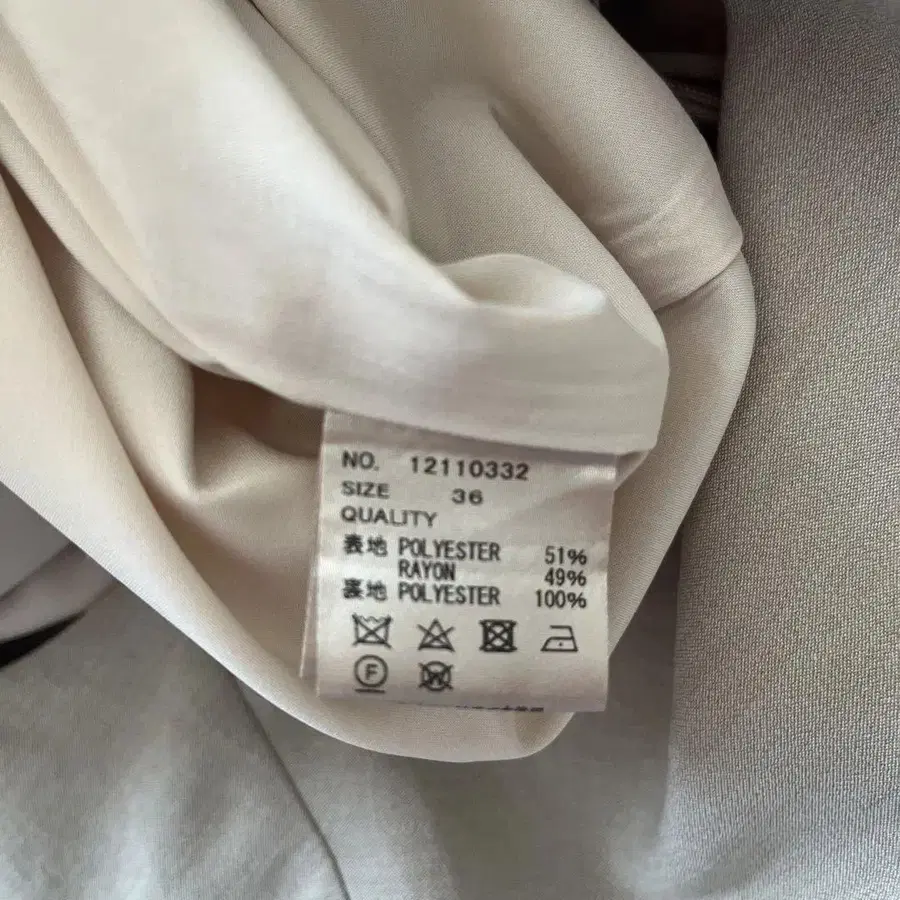 NO. 12110332
SIZE 36
QUALITY
表地 POLYESTER 51%
RAYON 49%
裏地 POLYESTER 100%
F
W